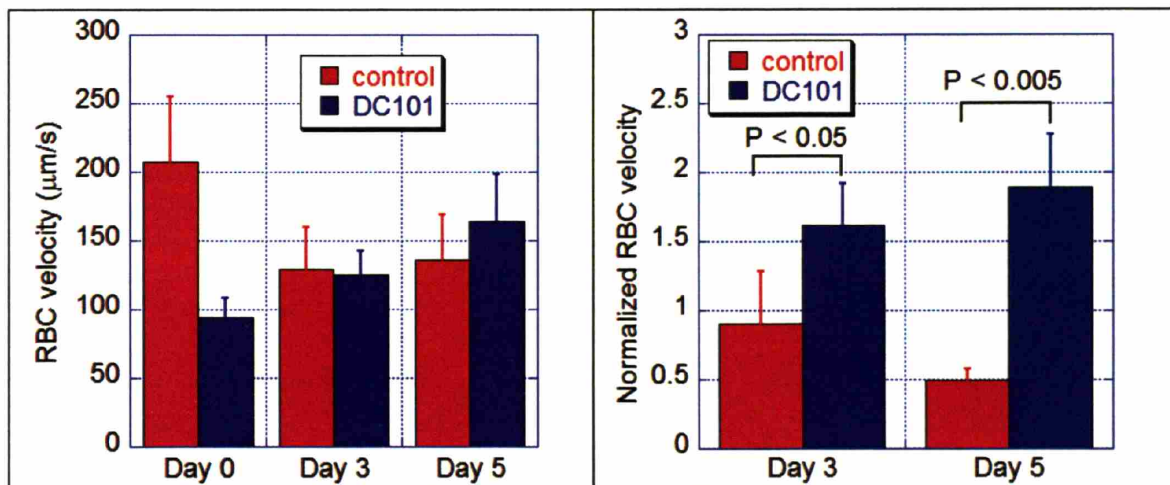 300
250
200
150
100
50
0
RBC velocity (μm/s)
control
DC101
Day 0 Day 3 Day 5
3
2.5
2
1.5
1
0.5
0
Normalized RBC velocity
control
DC101
P < 0.05
P < 0.005
Day 3 Day 5